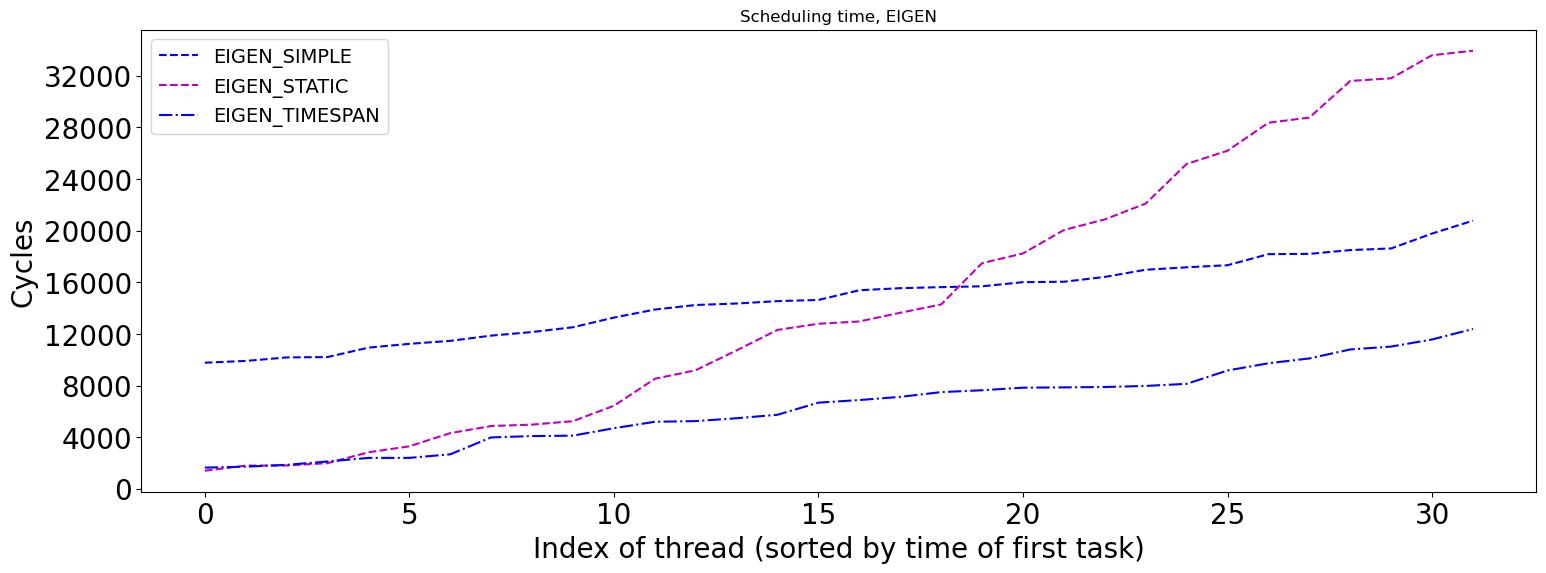 Scheduling time, EIGEN
EIGEN_SIMPLE
EIGEN_STATIC
EIGEN_TIMESPAN
Cycles
32000
28000
24000
20000
16000
12000
8000
4000
0
0 5 10 15 20 25 30
Index of thread (sorted by time of first task)